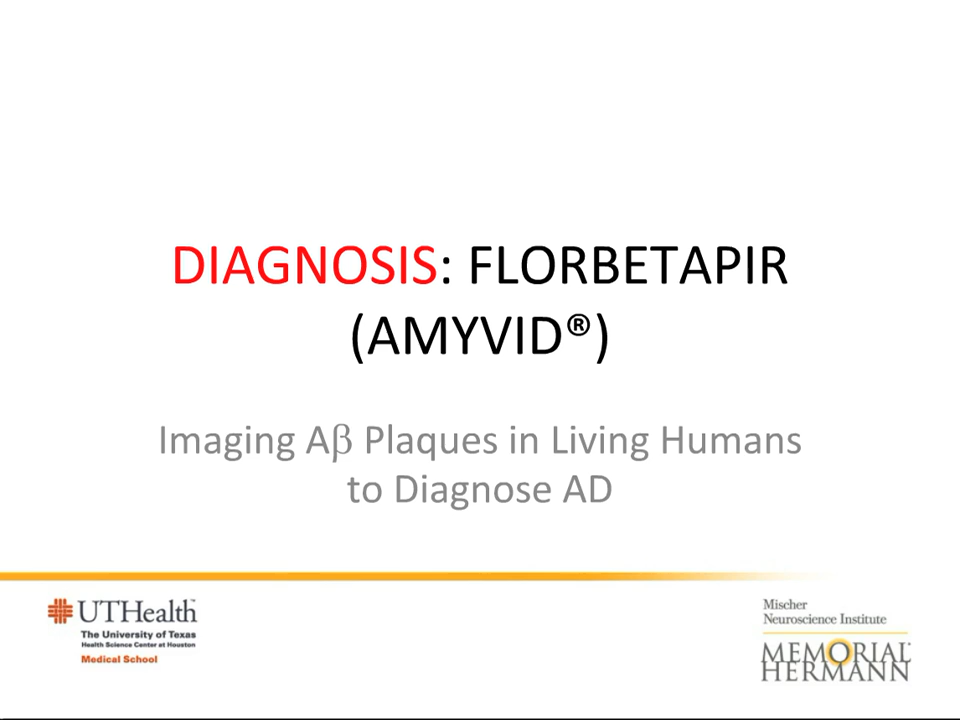 DIAGNOSIS: FLORBETAPIR
(AMYVID®)
Imaging Aβ Plaques in Living Humans
to Diagnose AD
UTHealth™
The University of Texas
Health Science Center at Houston
Medical School
Mischer
Neuroscience Institute
MEMORIAL®
HERMANN